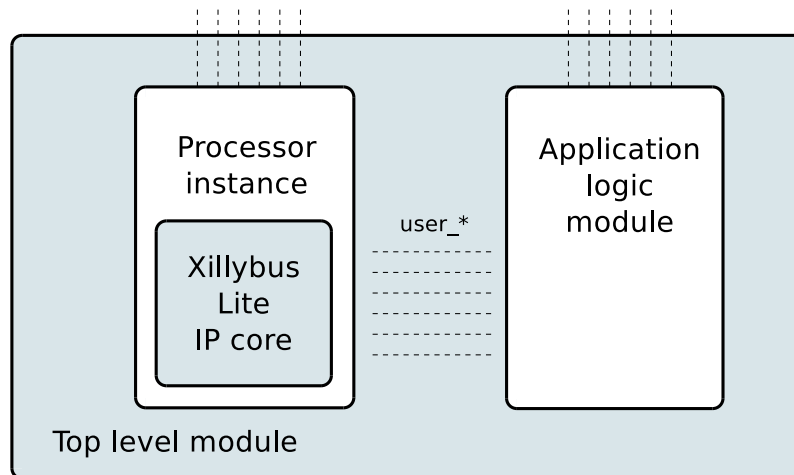 Processor
instance
Application
logic
module
user_*
Xillybus
Lite
IP core
Top level module